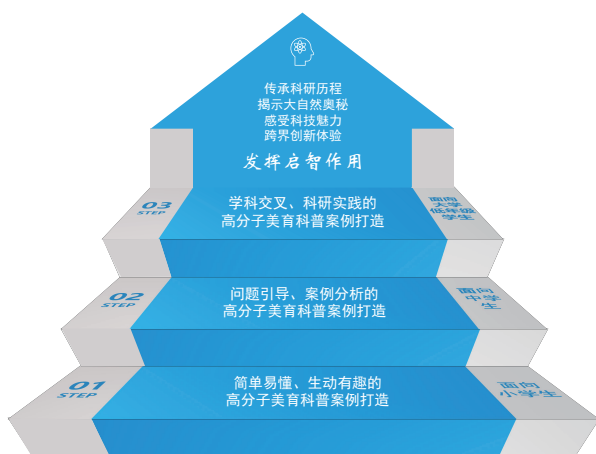 传承科研历程
揭示大自然奥秘
感受科技魅力
跨界创新体验
发挥启智作用
03
STEP
学科交叉、科研实践的
高分子美育科普案例打造
面向
大学
低年级
学生
02
STEP
问题引导、案例分析的
高分子美育科普案例打造
面向
中学
生
01
STEP
简单易懂、生动有趣的
高分子美育科普案例打造
面向
小学生